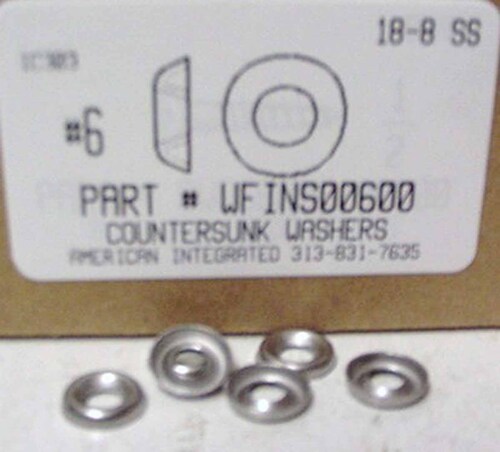 18-8 SS
#6
PART # WFINS00600
COUNTERSUNK WASHERS
AMERICAN INTEGRATED 313-831-7635